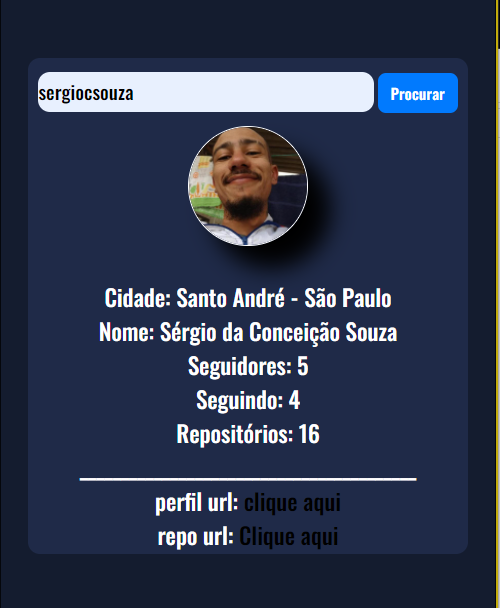 sergiocsouza
Procurar
Cidade: Santo André - São Paulo
Nome: Sérgio da Conceição Souza
Seguidores: 5
Seguindo: 4
Repositórios: 16
perfil url: clique aqui
repo url: Clique aqui